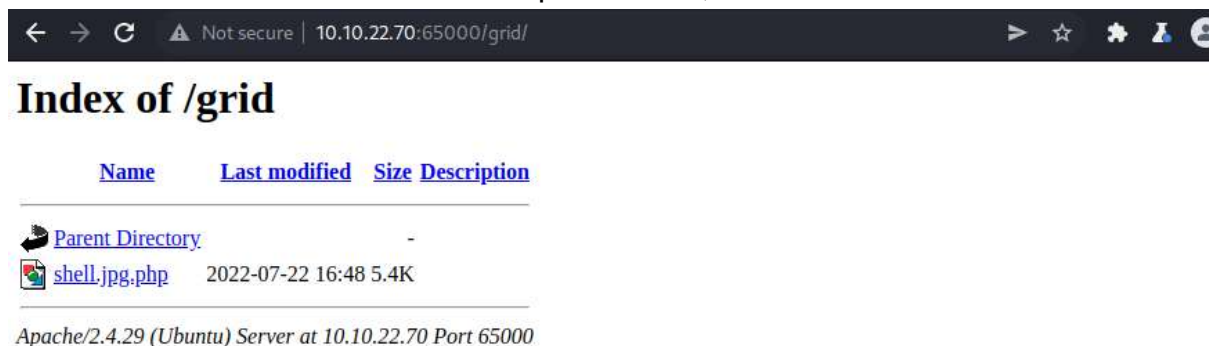 Not secure | 10.10.22.70:65000/grid/
Index of /grid
Name Last modified Size Description
Parent Directory -
shell.jpg.php 2022-07-22 16:48 5.4K
Apache/2.4.29 (Ubuntu) Server at 10.10.22.70 Port 65000